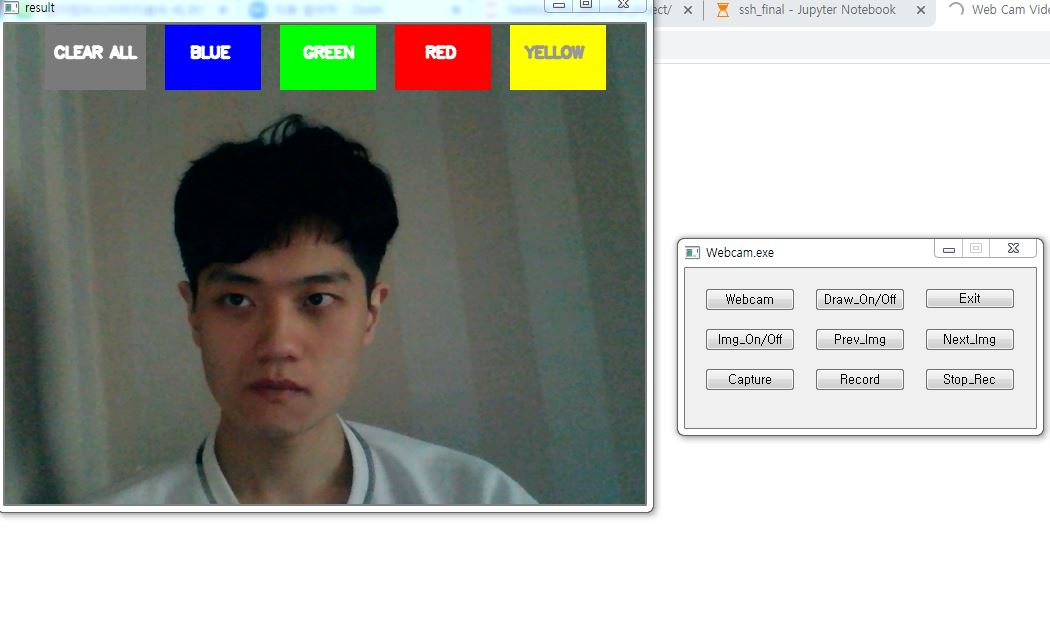 result
ect/
ssh_final - Jupyter Notebook
Web Cam Vide
CLEAR ALL
BLUE
GREEN
RED
YELLOW
Webcam.exe
Webcam
Draw_On/Off
Exit
Img_On/Off
Prev_Img
Next_Img
Capture
Record
Stop_Rec